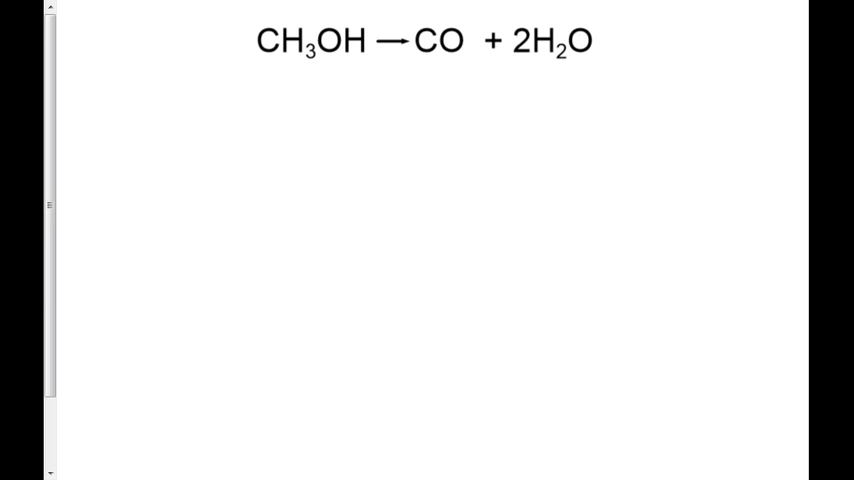 CH₃OH → CO + 2H₂O